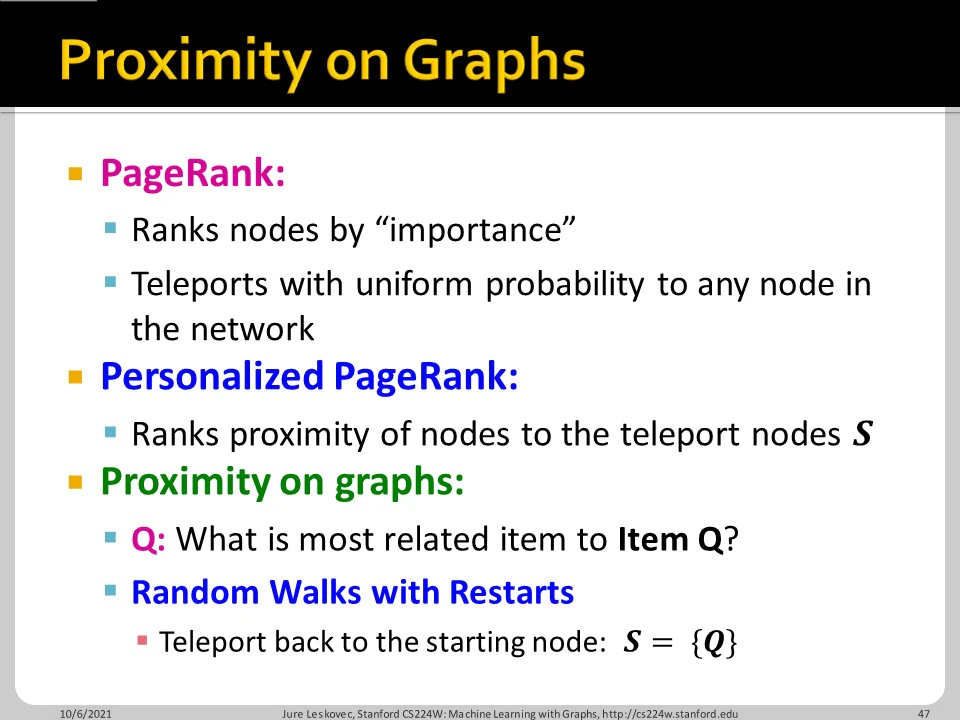 Proximity on Graphs
PageRank:
Ranks nodes by “importance”
Teleports with uniform probability to any node in
the network
Personalized PageRank:
Ranks proximity of nodes to the teleport nodes 𝑺
Proximity on graphs:
Q: What is most related item to Item Q?
Random Walks with Restarts
Teleport back to the starting node: 𝑺 = {𝑸}
10/6/2021 Jure Leskovec, Stanford CS224W: Machine Learning with Graphs, http://cs224w.stanford.edu 47